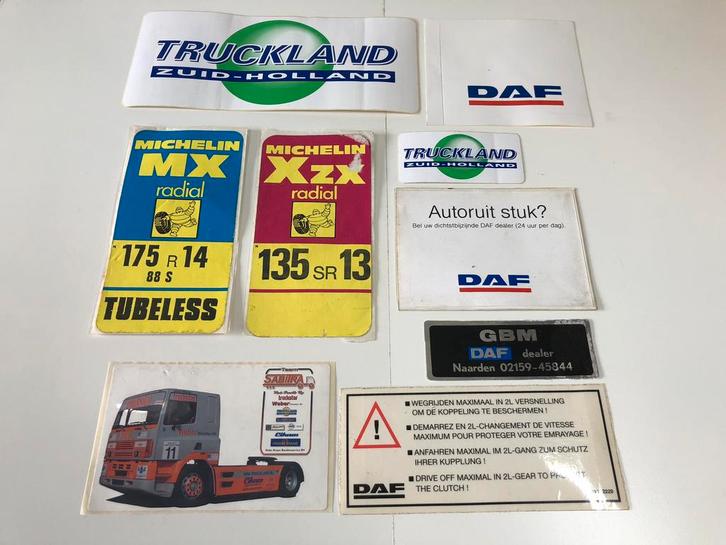 TRUCKLAND
ZUID-HOLLAND
DAF
MICHELIN
MX
radial
175 R 14
88 S
TUBELESS
MICHELIN
XZX
radial
135 SR 13
TRUCKLAND
ZUID-HOLLAND
Autoruit stuk?
Bel uw dichtstbijzijnde DAF dealer (24 uur per dag).
DAF
GBM
DAF dealer
Naarden 02159-45844
Team
SABIRA
11
WEGRIJDEN MAXIMAAL IN 2L VERSNELLING
OM DE KOPPELING TE BESCHERMEN !
DEMARREZ EN 2L-CHANGEMENT DE VITESSE
MAXIMUM POUR PROTEGER VOTRE EMRAYAGE !
ANFAHREN MAXIMAL IM 2L-GANG ZUM SCHUTZ
IHRER KUPPLUNG !
DRIVE OFF MAXIMAL IN 2L-GEAR TO
THE CLUTCH !
DAF